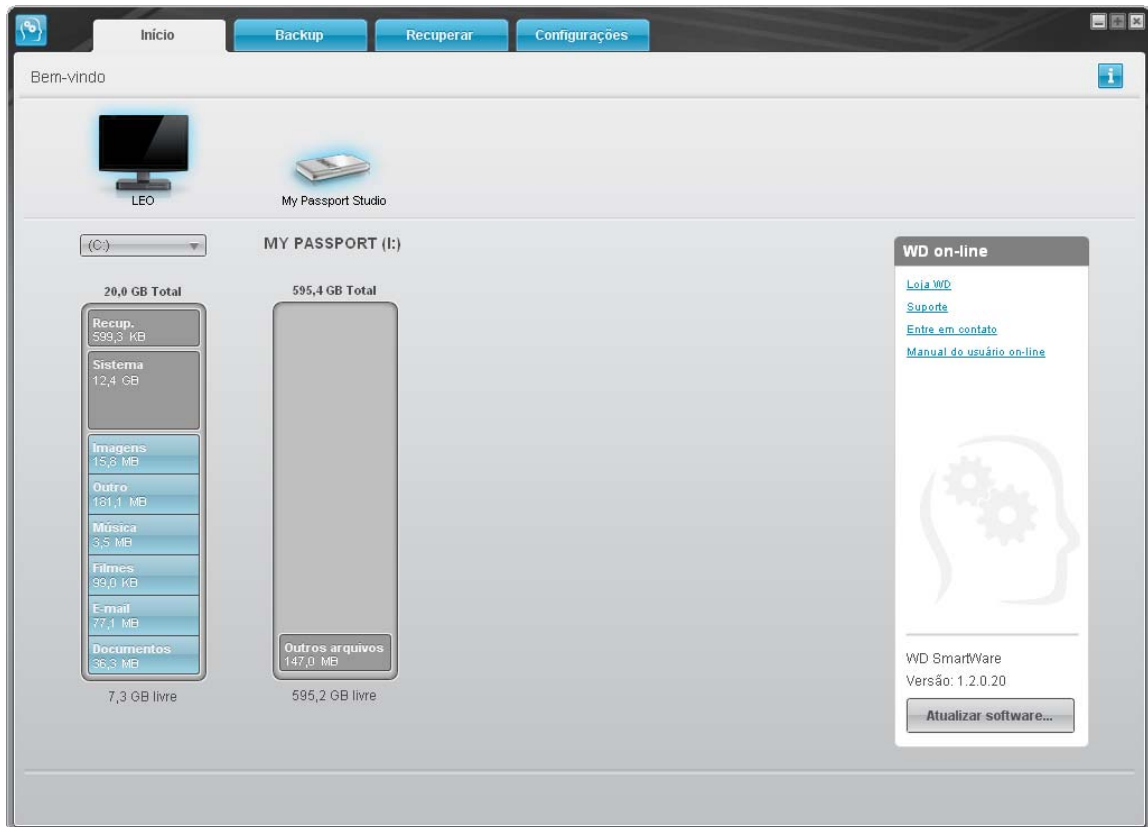 Início
Backup
Recuperar
Configurações
Bem-vindo
LEO
My Passport Studio
(C:)
MY PASSPORT (I:)
20,0 GB Total
595,4 GB Total
Recup.
599,3 KB
Sistema
12,4 GB
Imagens
15,8 MB
Outro
181,1 MB
Música
3,5 MB
Filmes
99,0 KB
E-mail
77,1 MB
Documentos
36,3 MB
7,3 GB livre
Outros arquivos
147,0 MB
595,2 GB livre
WD on-line
Loja WD
Suporte
Entre em contato
Manual do usuário on-line
WD SmartWare
Versão: 1.2.0.20
Atualizar software...